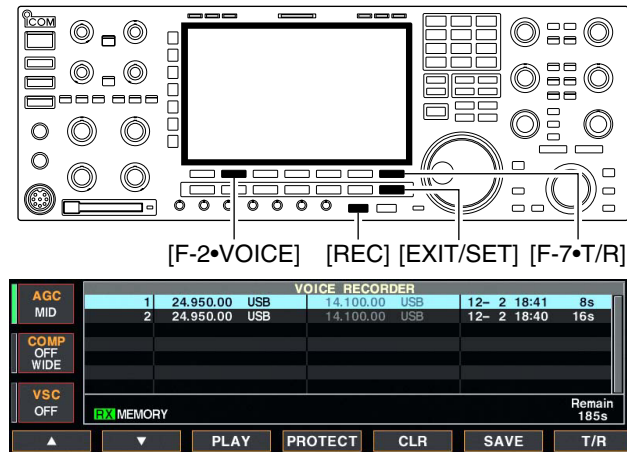 ICOM
[F-2•VOICE] [REC] [EXIT/SET] [F-7•T/R]
VOICE RECORDER
AGC
MID
1 24.950.00 USB 14.100.00 USB 12– 2 18:41 8s
2 24.950.00 USB 14.100.00 USB 12– 2 18:40 16s
COMP
OFF
WIDE
VSC
OFF
RX MEMORY
Remain
185s
▲ ▼ PLAY PROTECT CLR SAVE T/R